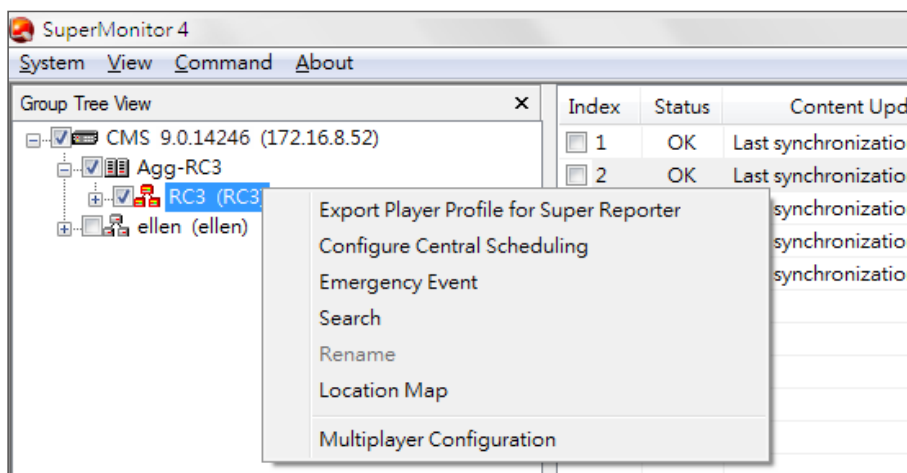 SuperMonitor 4
System View Command About
Group Tree View
Index Status Content Upd
CMS 9.0.14246 (172.16.8.52)
1 OK Last synchronizatio
Agg-RC3
2 OK Last synchronizatio
RC3 (RC3)
synchronizatio
ellen (ellen)
synchronizatio
synchronizatio
Export Player Profile for Super Reporter
Configure Central Scheduling
Emergency Event
Search
Rename
Location Map
Multiplayer Configuration